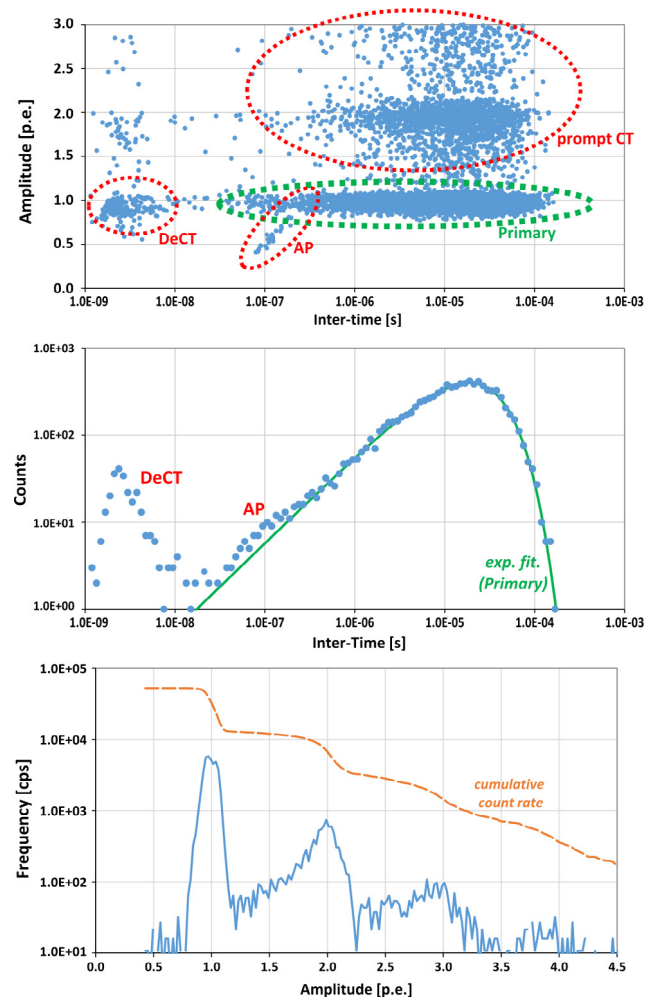 3.0
2.5
2.0
1.5
1.0
0.5
0.0
Amplitude [p.e.]
prompt CT
DeCT
AP
Primary
1.0E-09 1.0E-08 1.0E-07 1.0E-06 1.0E-05 1.0E-04 1.0E-03
Inter-time [s]
1.0E+03
1.0E+02
1.0E+01
1.0E+00
Counts
DeCT
AP
exp. fit.
(Primary)
1.0E-09 1.0E-08 1.0E-07 1.0E-06 1.0E-05 1.0E-04 1.0E-03
Inter-Time [s]
1.0E+05
1.0E+04
1.0E+03
1.0E+02
1.0E+01
Frequency [cps]
cumulative
count rate
0.0 0.5 1.0 1.5 2.0 2.5 3.0 3.5 4.0 4.5
Amplitude [p.e.]